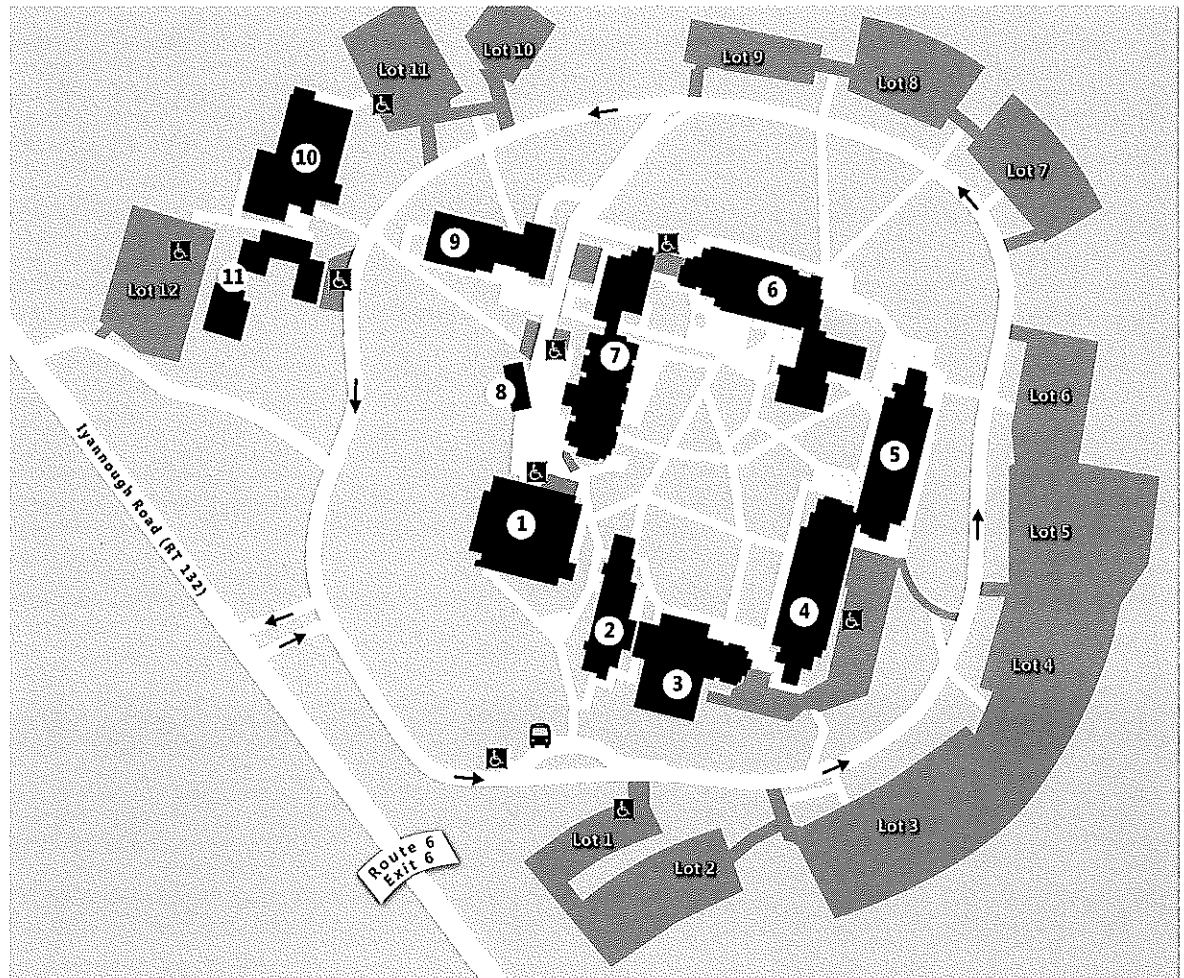 Lot 11
Lot 10
Lot 9
Lot 8
Lot 7
10
9
11
Lot 12
6
7
8
Lot 6
5
Iyannough Road (RT 132)
1
Lot 5
4
2
3
Lot 4
Lot 3
Lot 1
Lot 2
Route 6
Exit 6